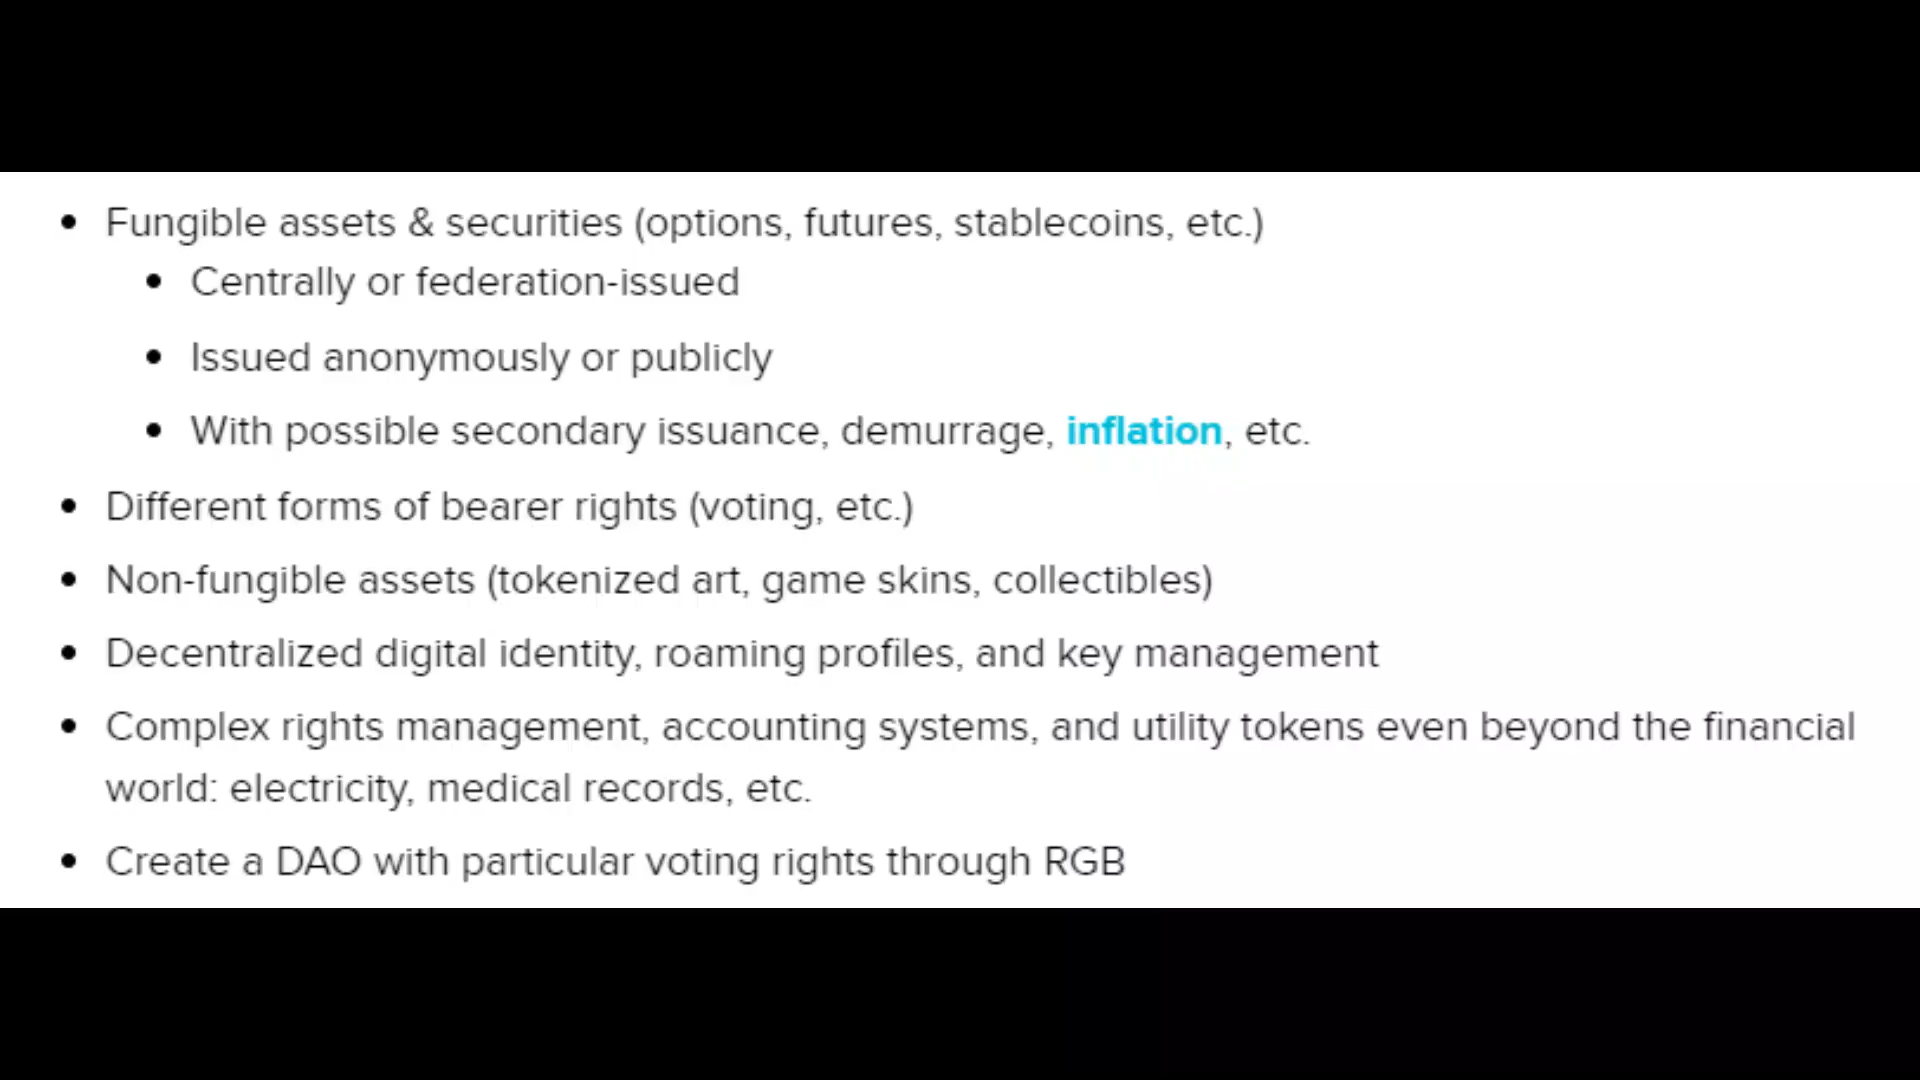 • Fungible assets & securities (options, futures, stablecoins, etc.)
• Centrally or federation-issued
• Issued anonymously or publicly
• With possible secondary issuance, demurrage, inflation, etc.
• Different forms of bearer rights (voting, etc.)
• Non-fungible assets (tokenized art, game skins, collectibles)
• Decentralized digital identity, roaming profiles, and key management
• Complex rights management, accounting systems, and utility tokens even beyond the financial
world: electricity, medical records, etc.
• Create a DAO with particular voting rights through RGB